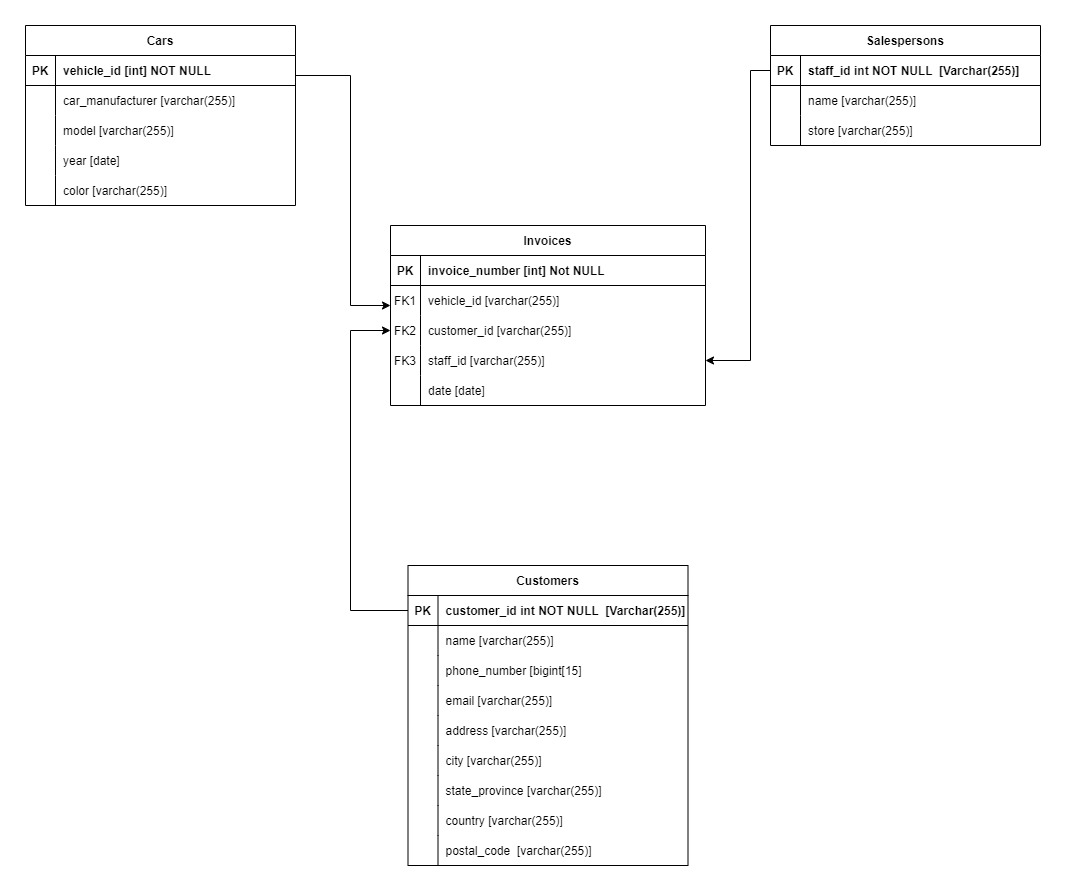 Cars
PK vehicle_id [int] NOT NULL
car_manufacturer [varchar(255)]
model [varchar(255)]
year [date]
color [varchar(255)]
Salespersons
PK staff_id int NOT NULL  [Varchar(255)]
name [varchar(255)]
store [varchar(255)]
Invoices
PK invoice_number [int] Not NULL
FK1 vehicle_id [varchar(255)]
FK2 customer_id [varchar(255)]
FK3 staff_id [varchar(255)]
date [date]
Customers
PK customer_id int NOT NULL  [Varchar(255)]
name [varchar(255)]
phone_number [bigint[15]
email [varchar(255)]
address [varchar(255)]
city [varchar(255)]
state_province [varchar(255)]
country [varchar(255)]
postal_code  [varchar(255)]